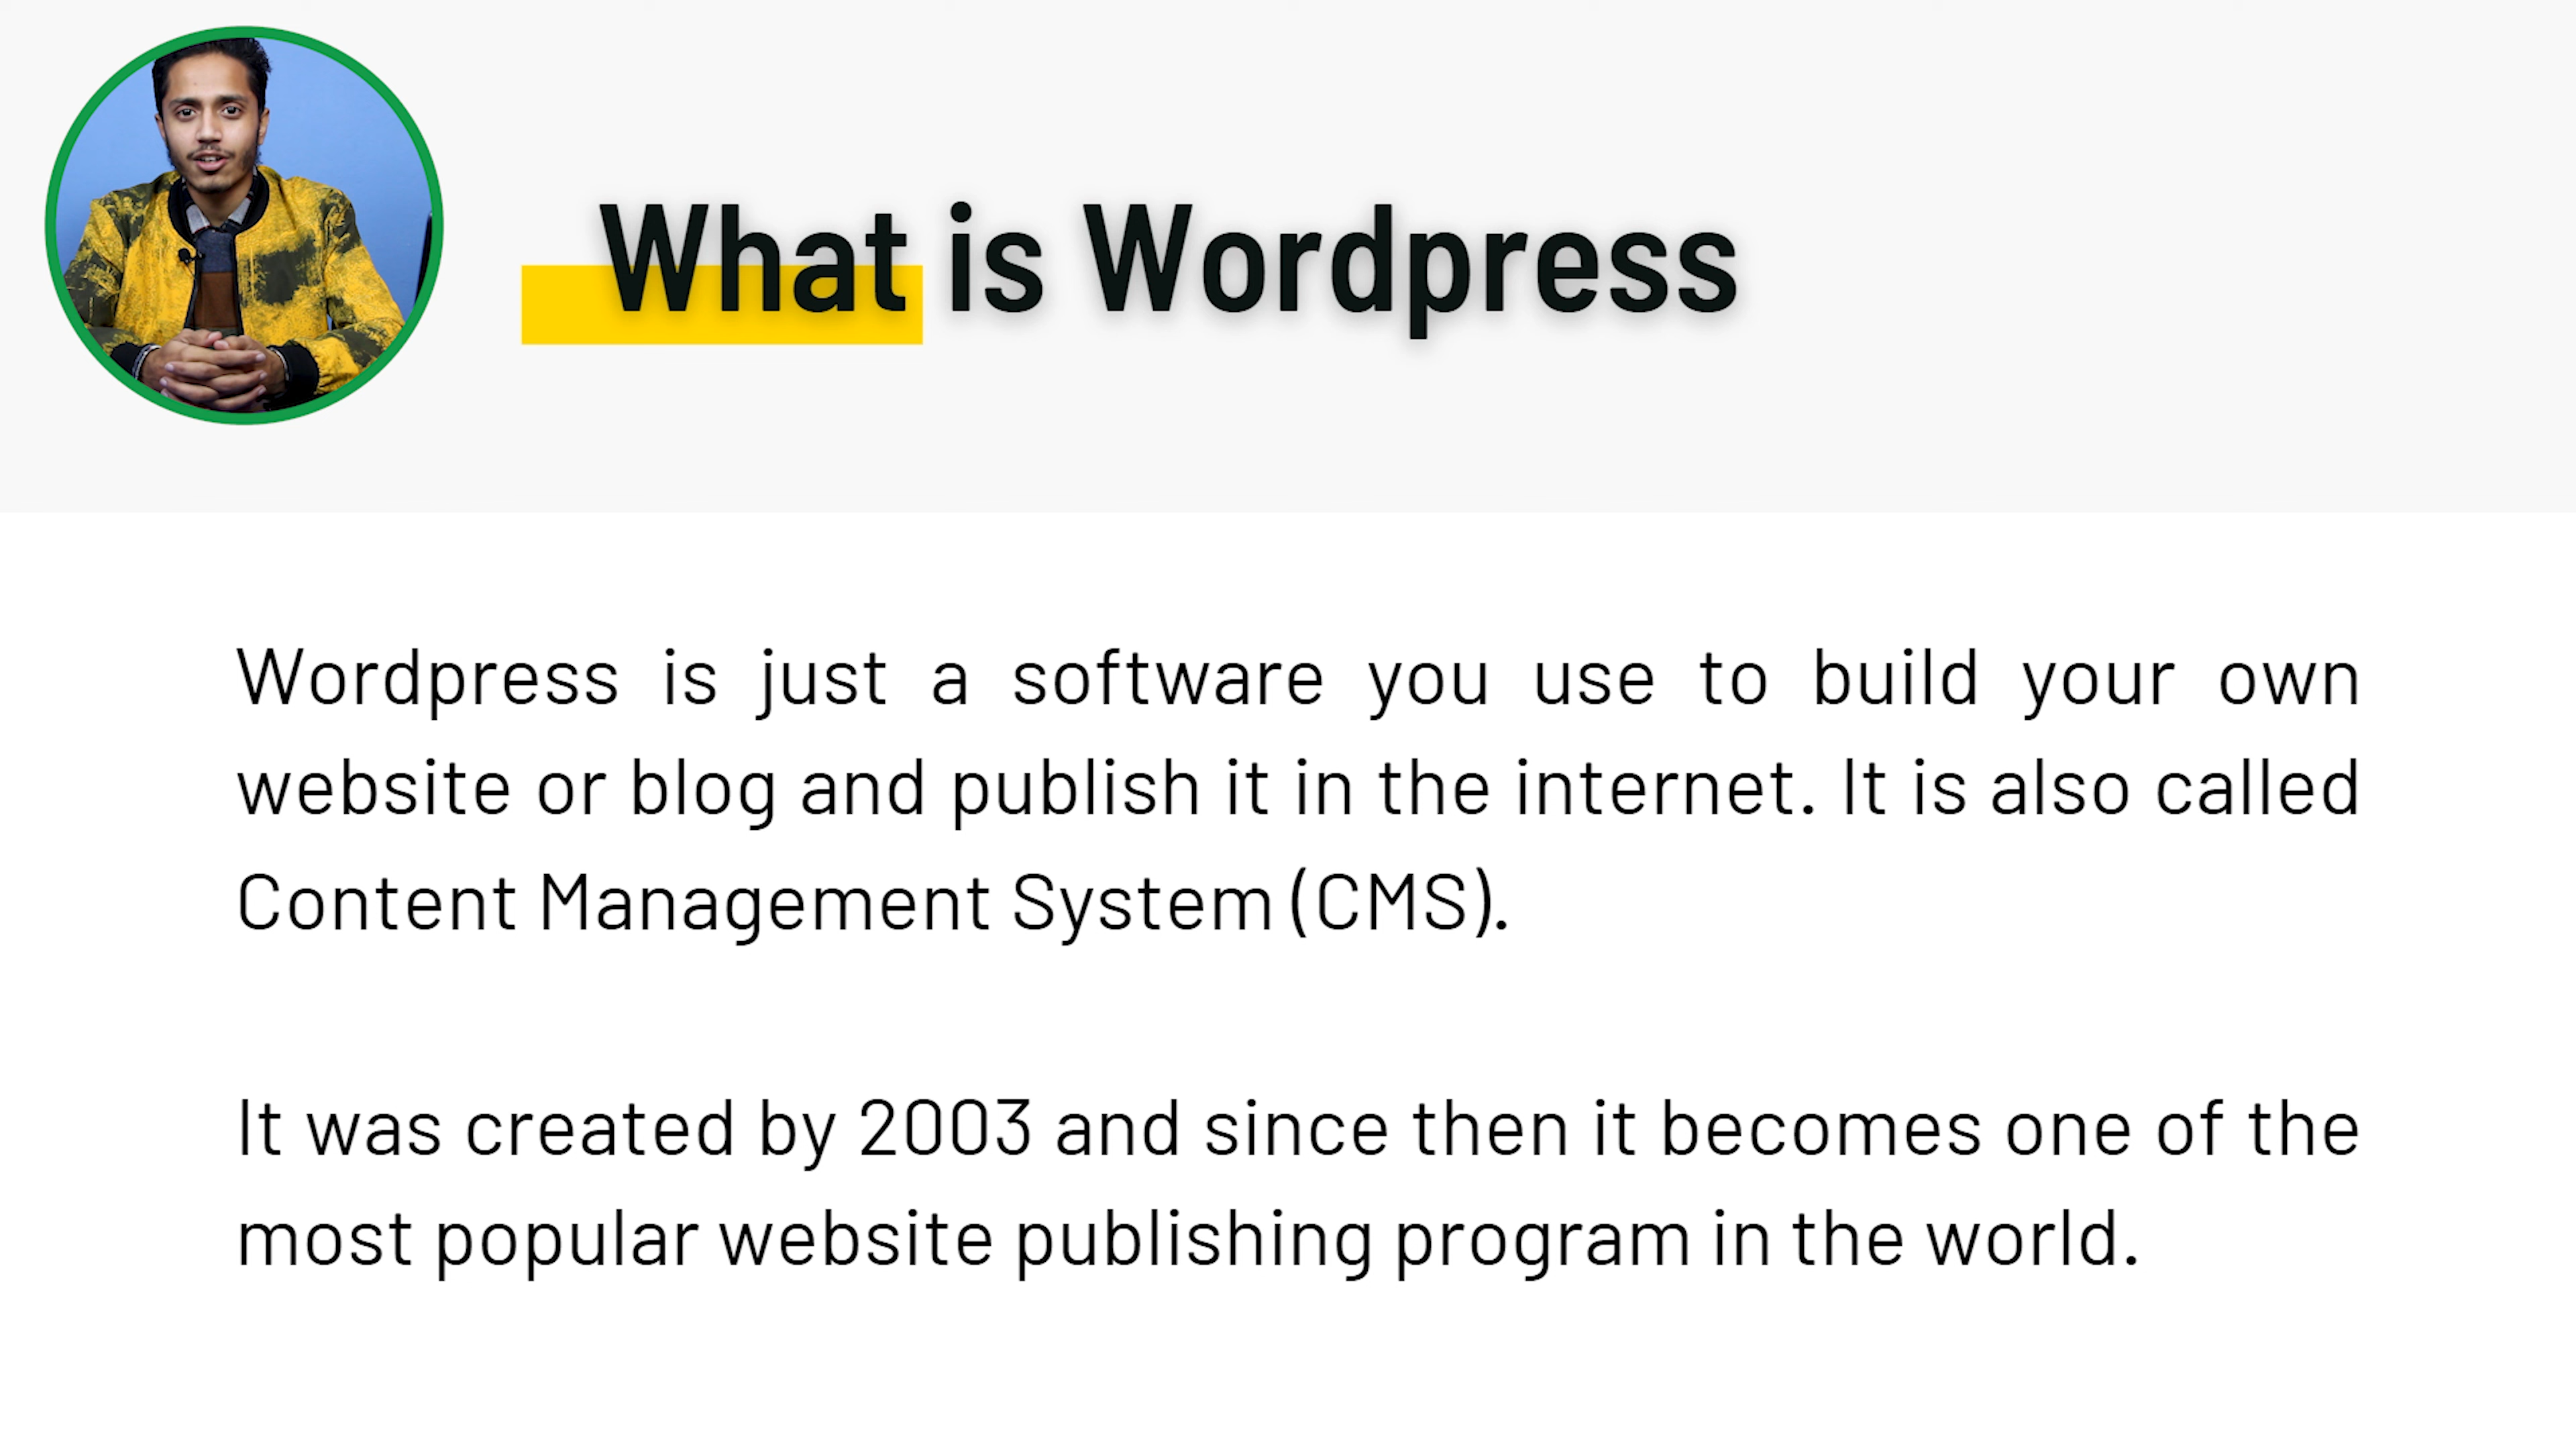 What is Wordpress
Wordpress is just a software you use to build your own
website or blog and publish it in the internet. It is also called
Content Management System (CMS).
It was created by 2003 and since then it becomes one of the
most popular website publishing program in the world.